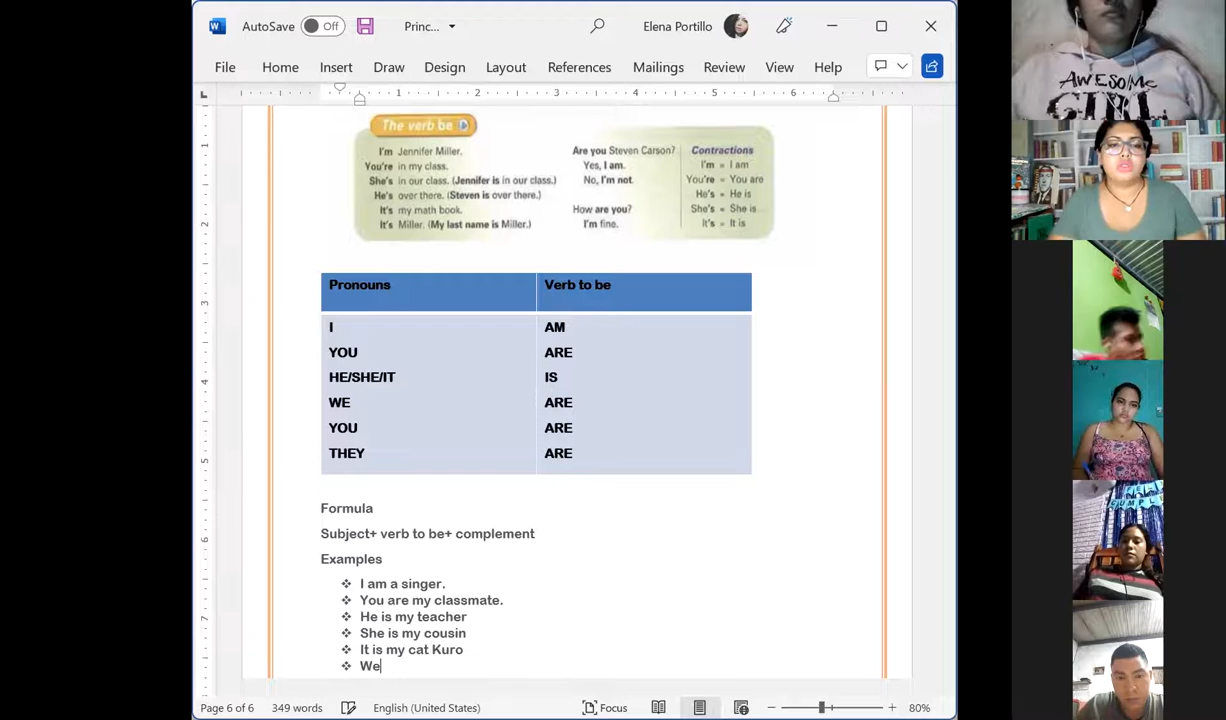 AutoSave Off Princ... Elena Portillo
File Home Insert Draw Design Layout References Mailings Review View Help
1 2 3 4 5 6
The verb be
I'm Jennifer Miller.
You're in my class.
She's in our class. (Jennifer is in our class.)
He's over there. (Steven is over there.)
It's my math book.
It's Miller. (My last name is Miller.)
Are you Steven Carson?
Yes, I am.
No, I'm not.
How are you?
I'm fine.
Contractions
I'm = I am
You're = You are
He's = He is
She's = She is
It's = It is
Pronouns Verb to be
I AM
YOU ARE
HE/SHE/IT IS
WE ARE
YOU ARE
THEY ARE
Formula
Subject+ verb to be+ complement
Examples
❖ I am a singer.
❖ You are my classmate.
❖ He is my teacher
❖ She is my cousin
❖ It is my cat Kuro
❖ We
Page 6 of 6 349 words English (United States) Focus 80%
AWESOME
GIRL